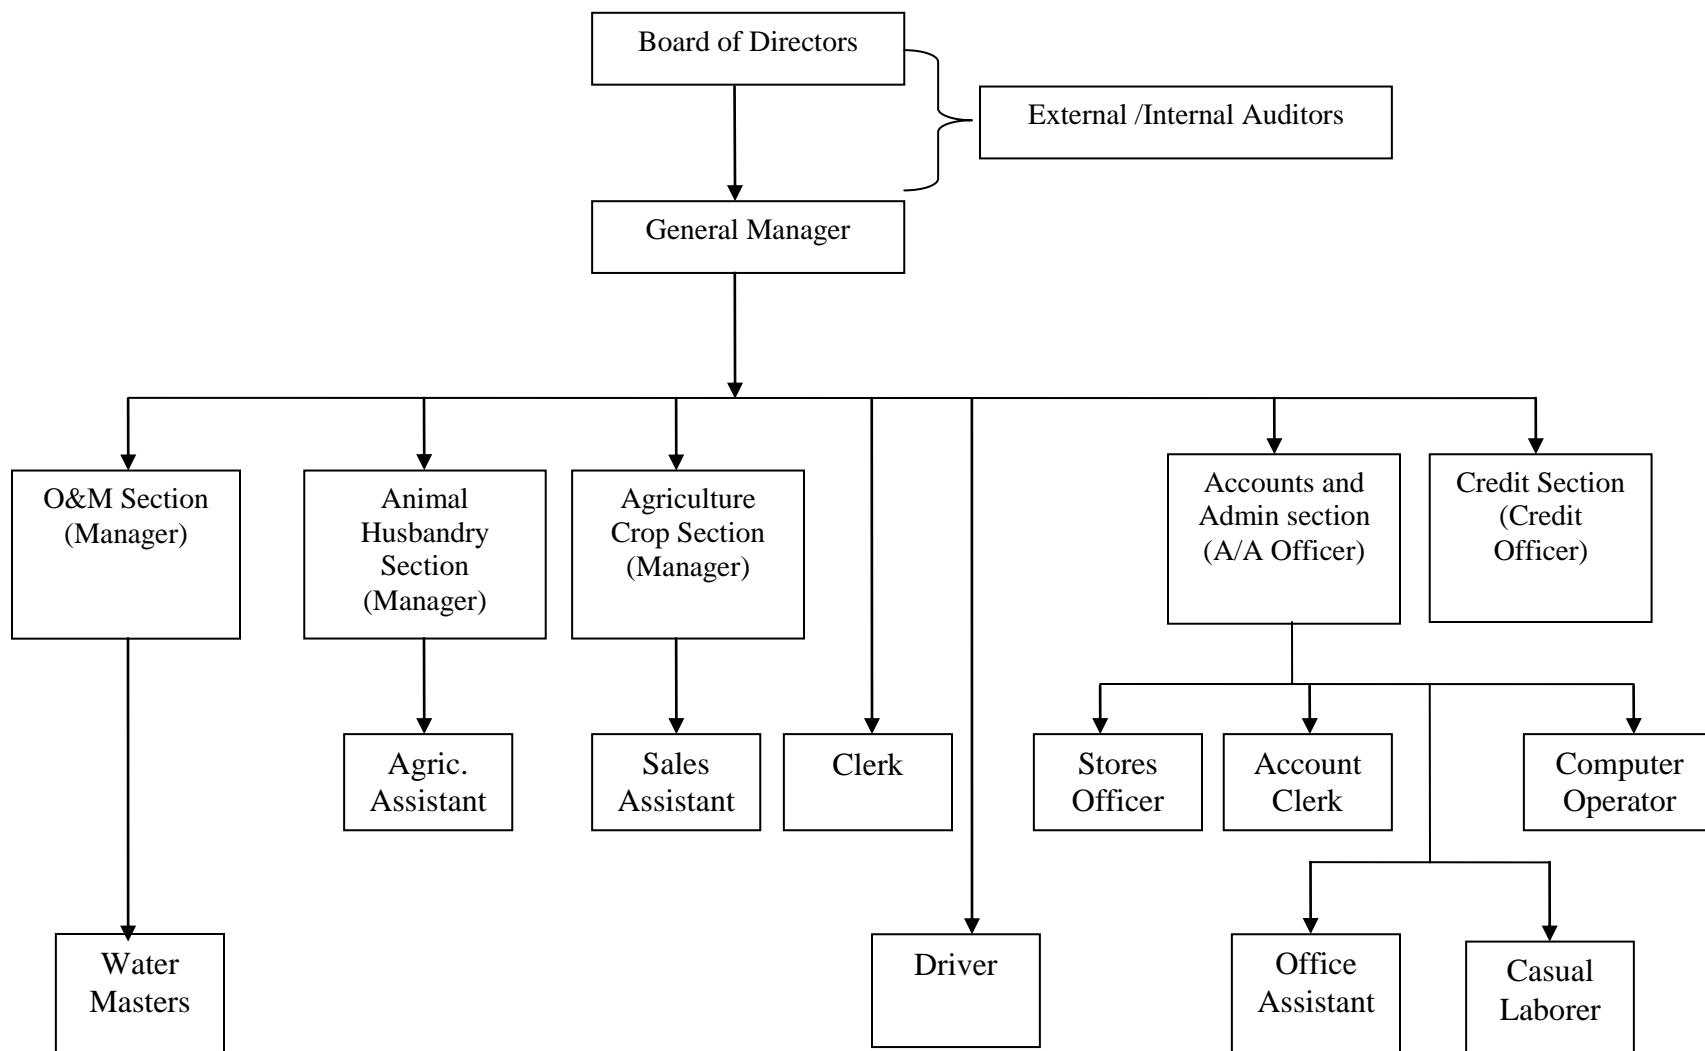 Board of Directors
External /Internal Auditors
General Manager
O&M Section
(Manager)
Animal
Husbandry
Section
(Manager)
Agriculture
Crop Section
(Manager)
Accounts and
Admin section
(A/A Officer)
Credit Section
(Credit
Officer)
Agric.
Assistant
Sales
Assistant
Clerk
Stores
Officer
Account
Clerk
Computer
Operator
Water
Masters
Driver
Office
Assistant
Casual
Laborer